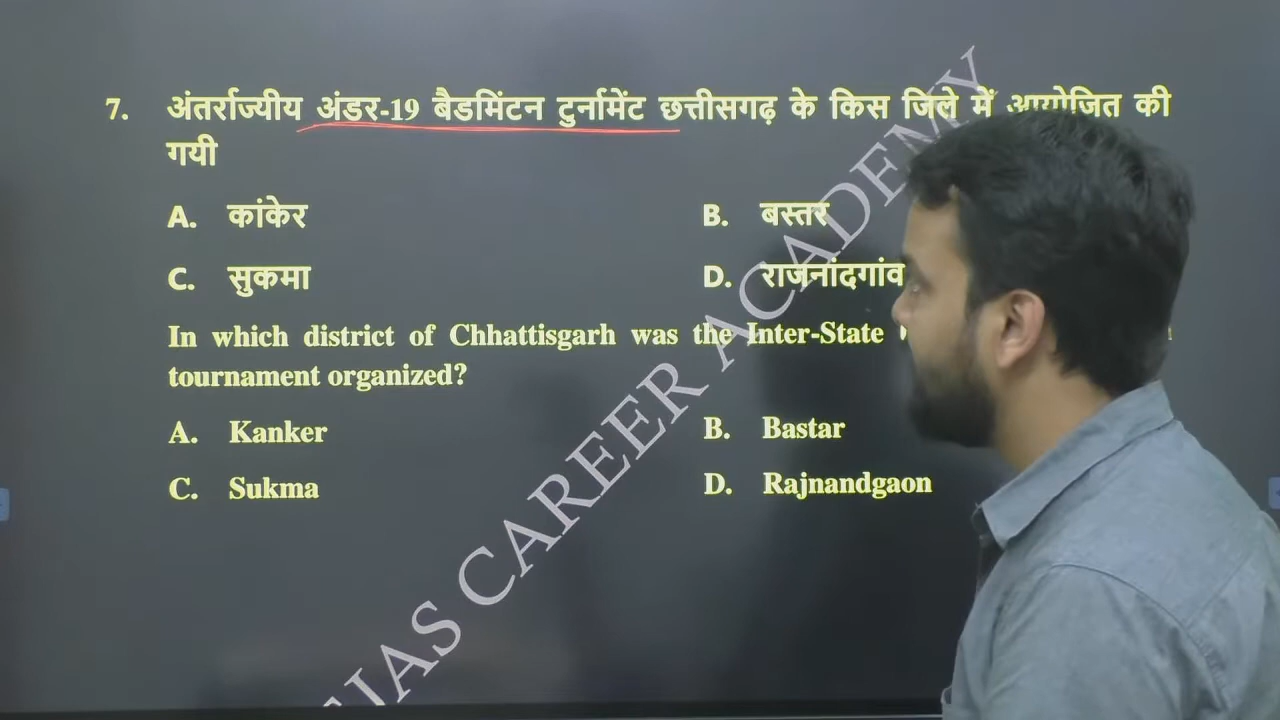 7. अंतर्राज्यीय अंडर-19 बैडमिंटन टुर्नामेंट छत्तीसगढ़ के किस जिले में आयोजित की
गयी
A. कांकेर B. बस्तर
C. सुकमा D. राजनांदगांव
In which district of Chhattisgarh was the Inter-State
tournament organized?
A. Kanker B. Bastar
C. Sukma D. Rajnandgaon
IAS CAREER ACADEMY